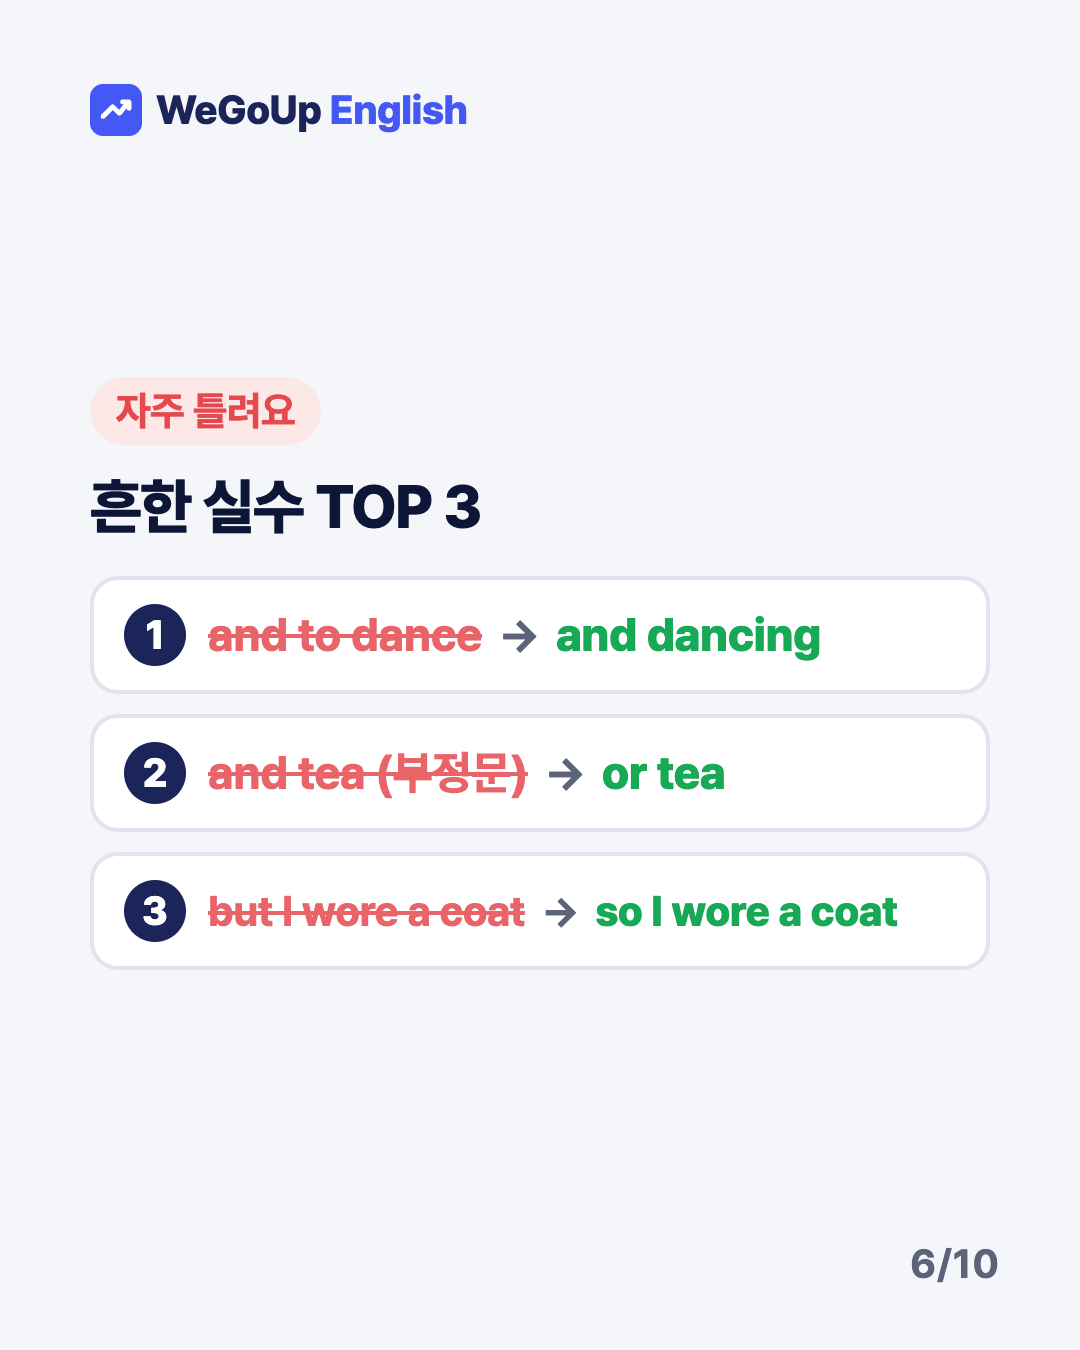 WeGoUp English
자주 틀려요
흔한 실수 TOP 3
1 and to dance → and dancing
2 and tea (부정문) → or tea
3 but I wore a coat → so I wore a coat
6/10